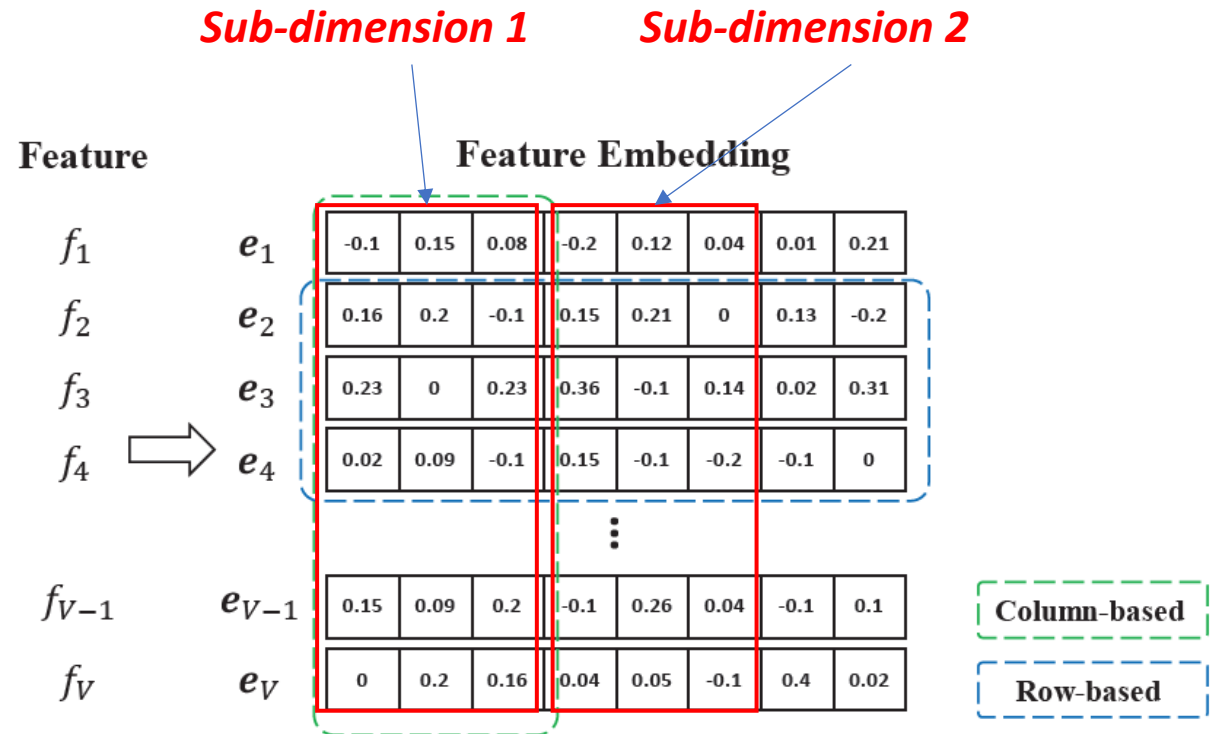 Sub-dimension 1 Sub-dimension 2
Feature Feature Embedding
f₁ e₁ -0.1 0.15 0.08 -0.2 0.12 0.04 0.01 0.21
f₂ e₂ 0.16 0.2 -0.1 0.15 0.21 0 0.13 -0.2
f₃ e₃ 0.23 0 0.23 0.36 -0.1 0.14 0.02 0.31
f₄ e₄ 0.02 0.09 -0.1 0.15 -0.1 -0.2 -0.1 0
⋮
f_{V−1} e_{V−1} 0.15 0.09 0.2 -0.1 0.26 0.04 -0.1 0.1
f_V e_V 0 0.2 0.16 0.04 0.05 -0.1 0.4 0.02
Column-based
Row-based